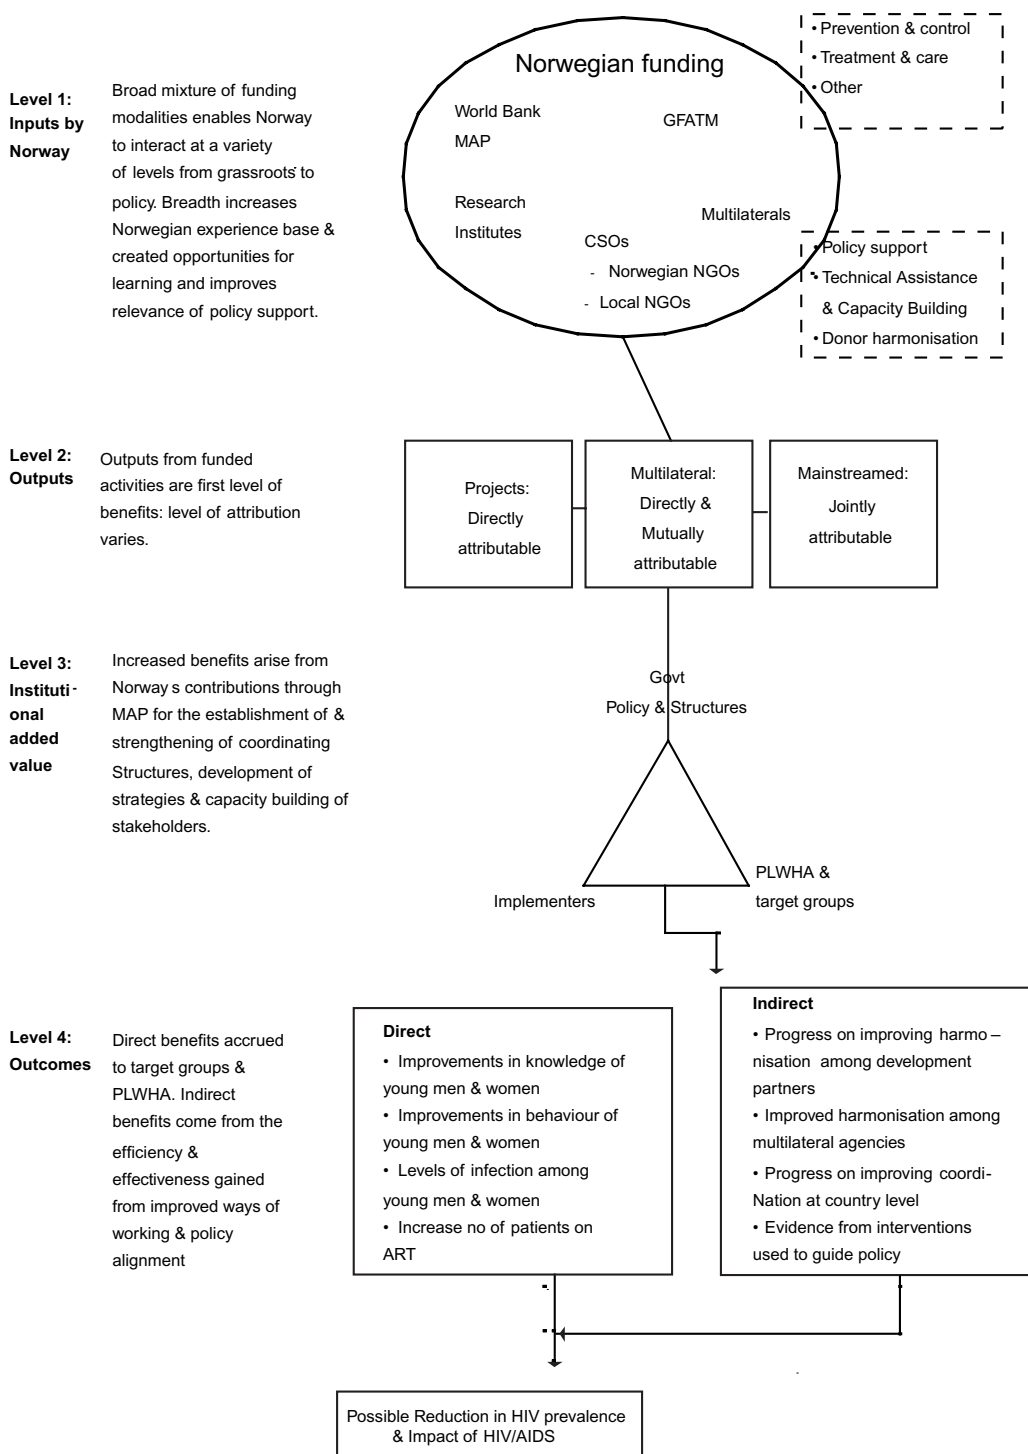 Norwegian funding
World Bank
MAP
GFATM
Research
Institutes
Multilaterals
CSOs
- Norwegian NGOs
- Local NGOs
• Prevention & control
• Treatment & care
• Other
• Policy support
• Technical Assistance
& Capacity Building
• Donor harmonisation
Level 1:
Inputs by
Norway
Broad mixture of funding
modalities enables Norway
to interact at a variety
of levels from grassroots to
policy. Breadth increases
Norwegian experience base &
created opportunities for
learning and improves
relevance of policy support.
Level 2:
Outputs
Outputs from funded
activities are first level of
benefits: level of attribution
varies.
Projects:
Directly
attributable
Multilateral:
Directly &
Mutually
attributable
Mainstreamed:
Jointly
attributable
Level 3:
Instituti-
onal
added
value
Increased benefits arise from
Norway s contributions through
MAP for the establishment of &
strengthening of coordinating
Structures, development of
strategies & capacity building of
stakeholders.
Govt
Policy & Structures
Implementers
PLWHA &
target groups
Level 4:
Outcomes
Direct benefits accrued
to target groups &
PLWHA. Indirect
benefits come from the
efficiency &
effectiveness gained
from improved ways of
working & policy
alignment
Direct
• Improvements in knowledge of
young men & women
• Improvements in behaviour of
young men & women
• Levels of infection among
young men & women
• Increase no of patients on
ART
Indirect
• Progress on improving harmo –
nisation among development
partners
• Improved harmonisation among
multilateral agencies
• Progress on improving coordi-
Nation at country level
• Evidence from interventions
used to guide policy
Possible Reduction in HIV prevalence
& Impact of HIV/AIDS